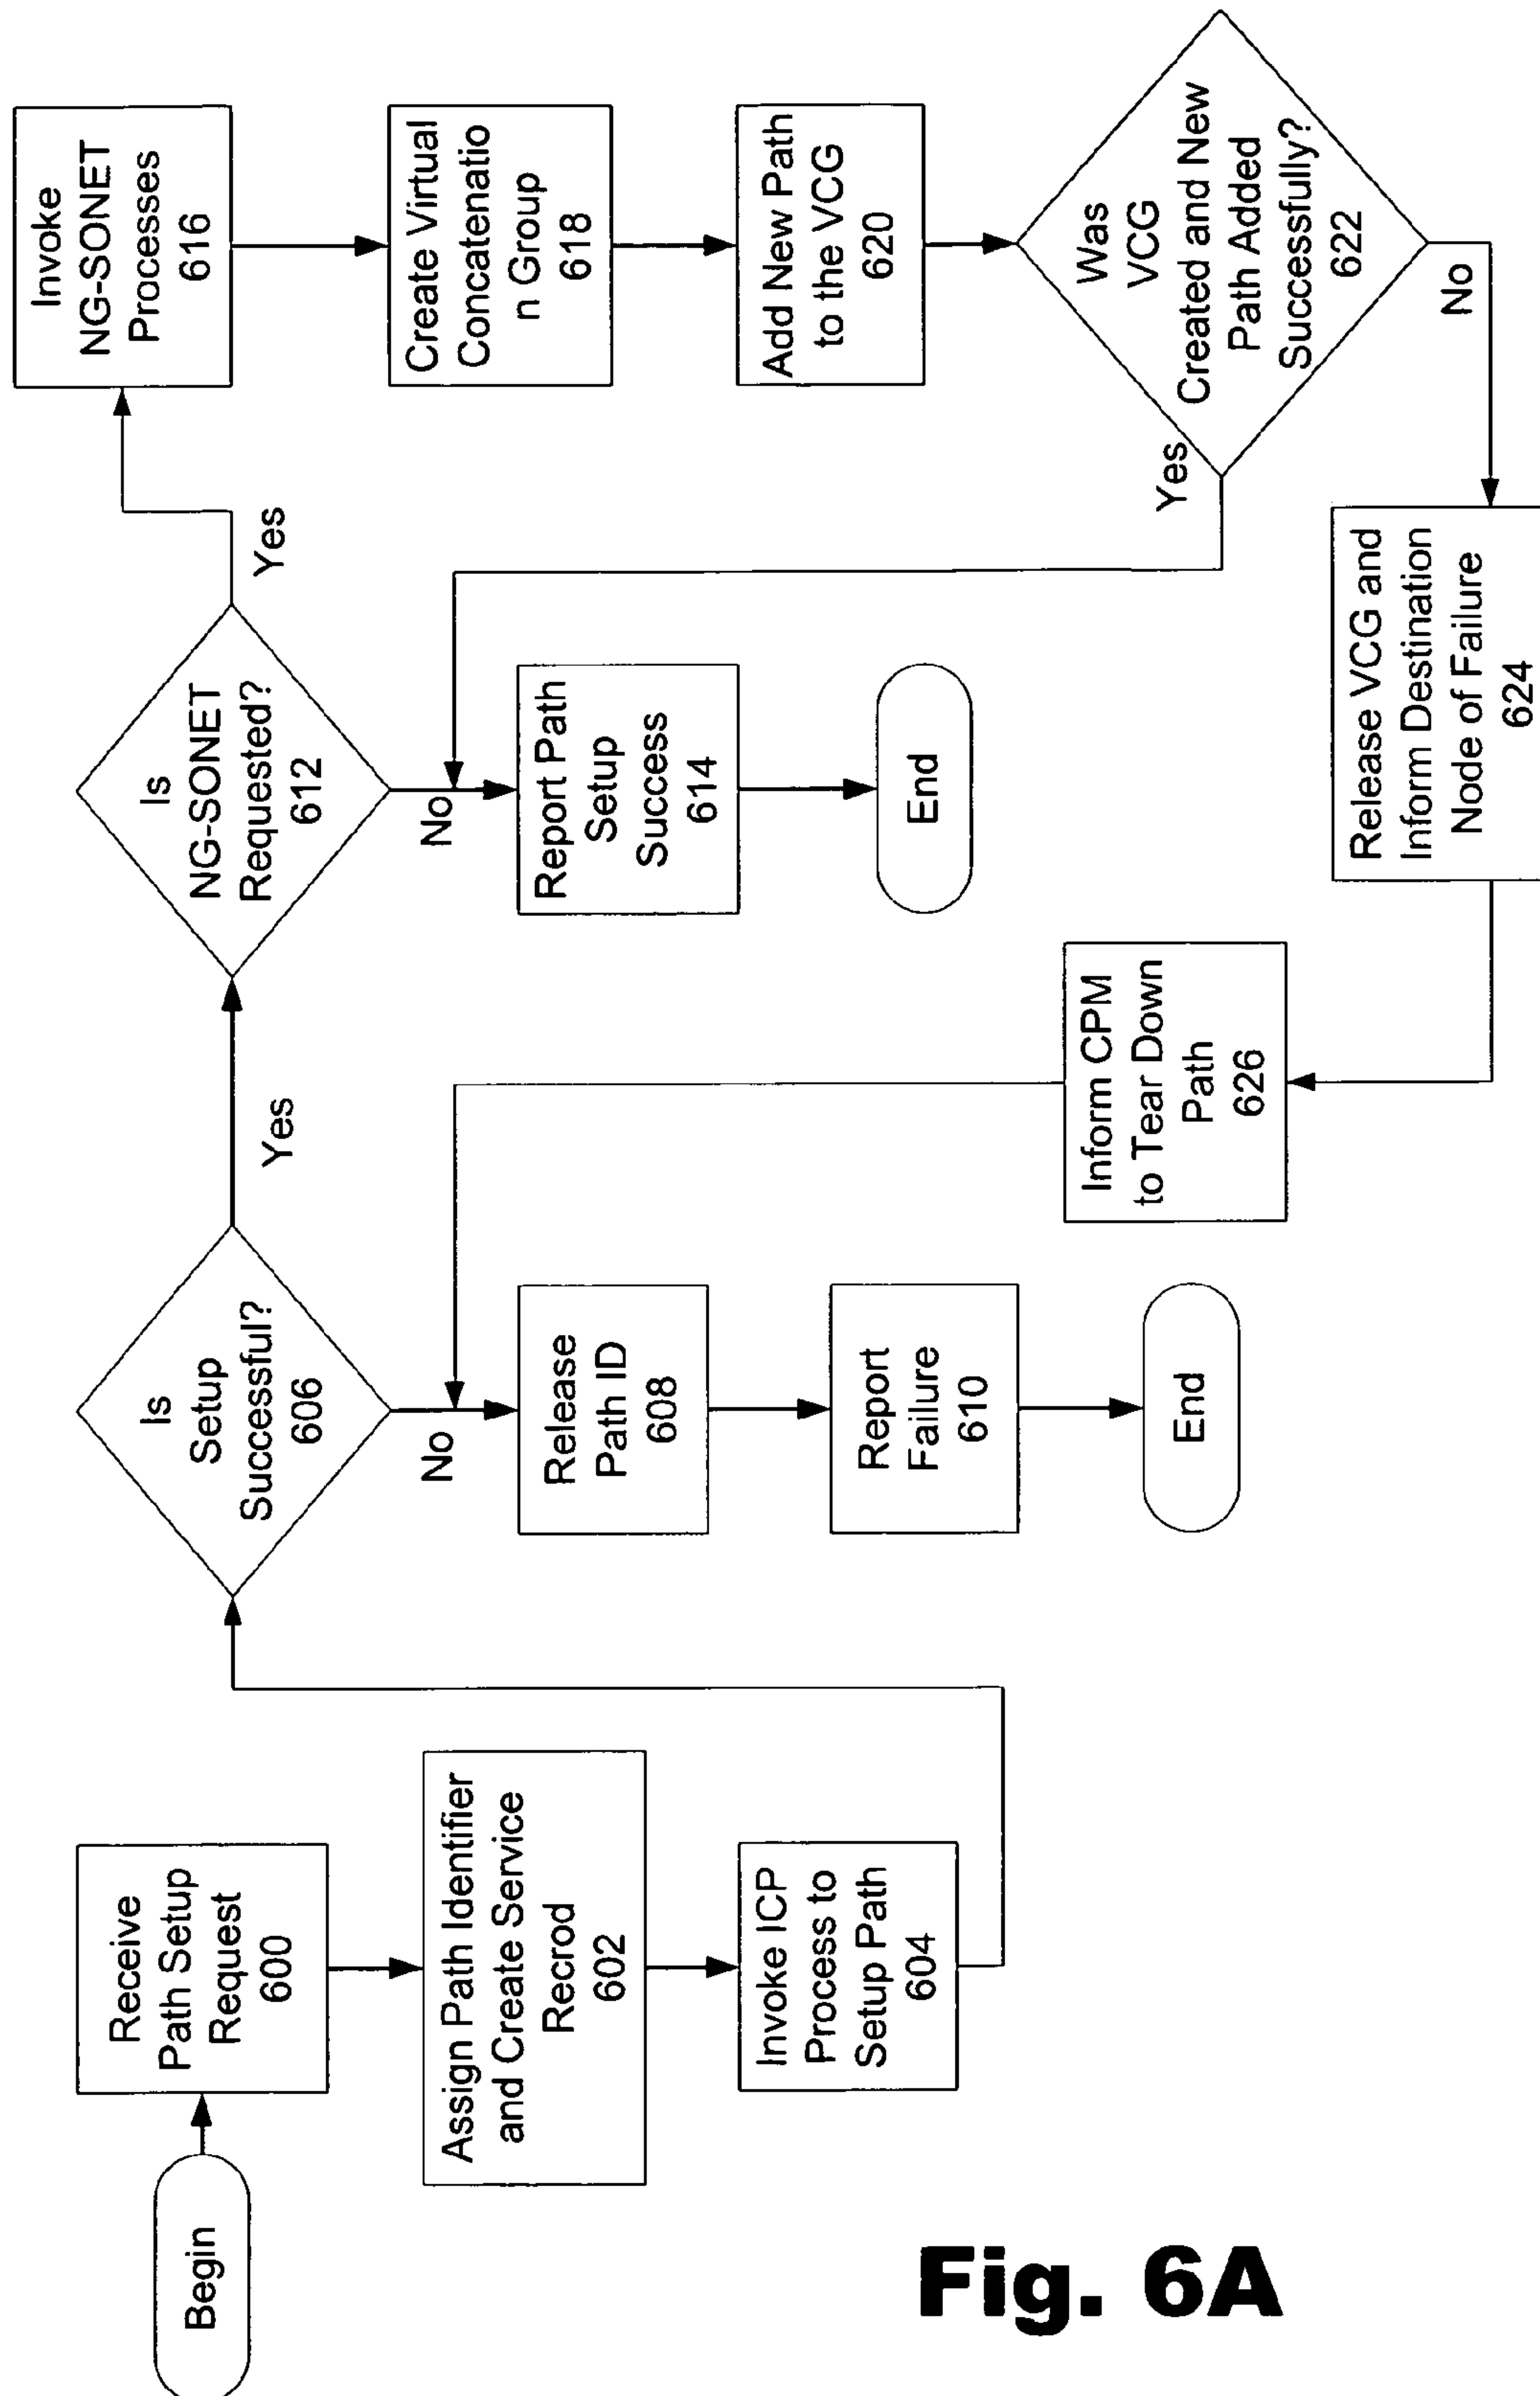 Begin
Receive
Path Setup
Request
600
Assign Path Identifier
and Create Service
Recrod
602
Invoke ICP
Process to
Setup Path
604
Is
Setup
Successful?
606
Yes
No
Release
Path ID
608
Report
Failure
610
End
Is
NG-SONET
Requested?
612
Yes
No
Report Path
Setup
Success
614
End
Invoke
NG-SONET
Processes
616
Create Virtual
Concatenatio
n Group
618
Add New Path
to the VCG
620
Was
VCG
Created and New
Path Added
Successfully?
622
Yes
No
Release VCG and
Inform Destination
Node of Failure
624
Inform CPM
to Tear Down
Path
626
Fig. 6A